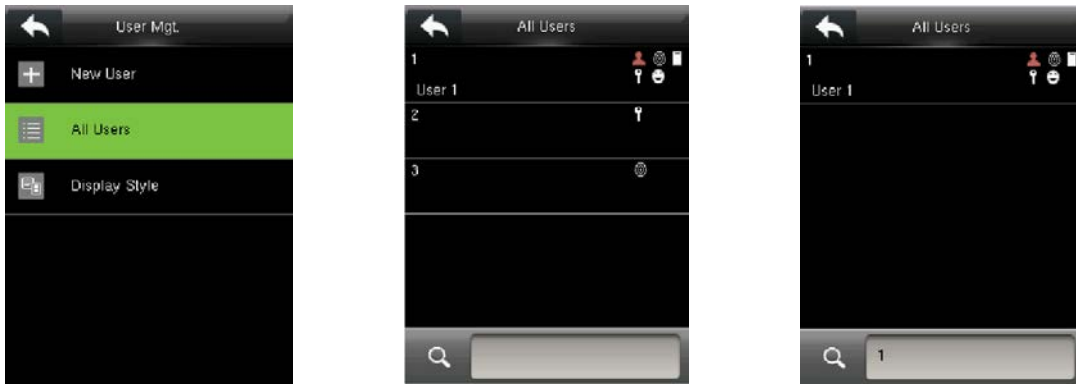 User Mgt.
New User
All Users
Display Style
All Users
1
User 1
2
3
All Users
1
User 1
1